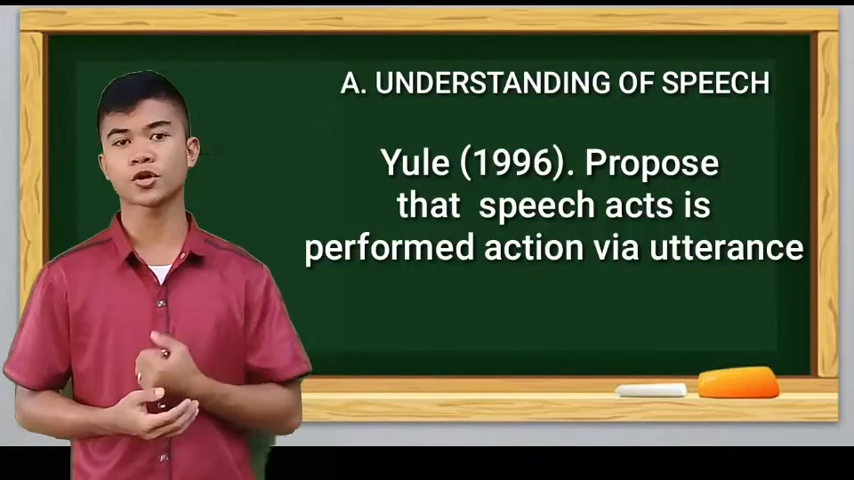 A. UNDERSTANDING OF SPEECH
Yule (1996). Propose
that speech acts is
performed action via utterance